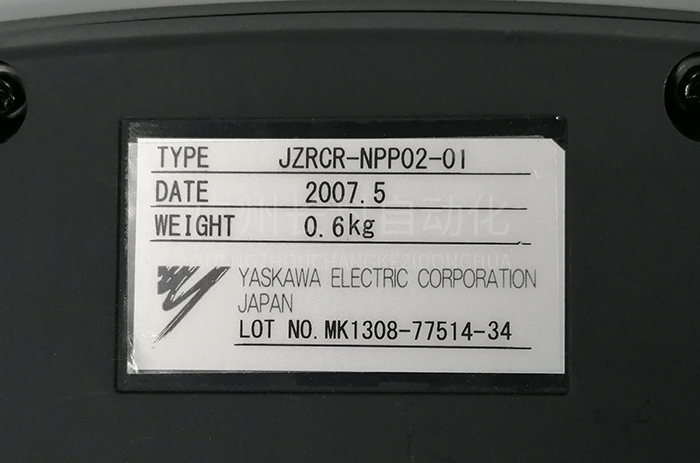 TYPE JZRCR-NPP02-01
DATE 2007.5
WEIGHT 0.6kg
YASKAWA ELECTRIC CORPORATION
JAPAN
LOT NO. MK1308-77514-34